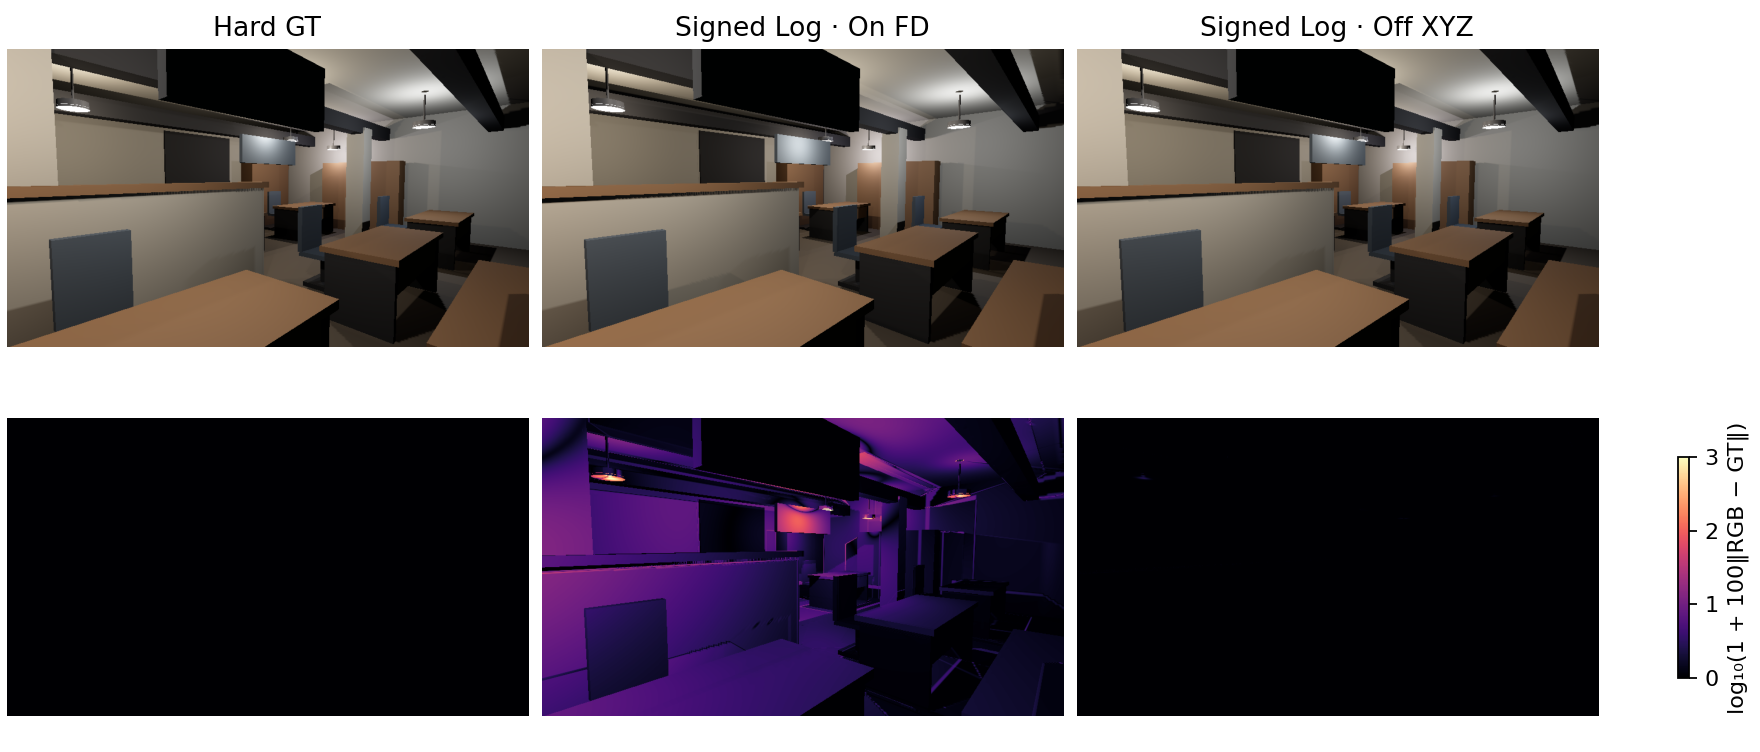 Hard GT
Signed Log · On FD
Signed Log · Off XYZ
3
2
1
0
log₁₀(1 + 100‖RGB − GT‖)